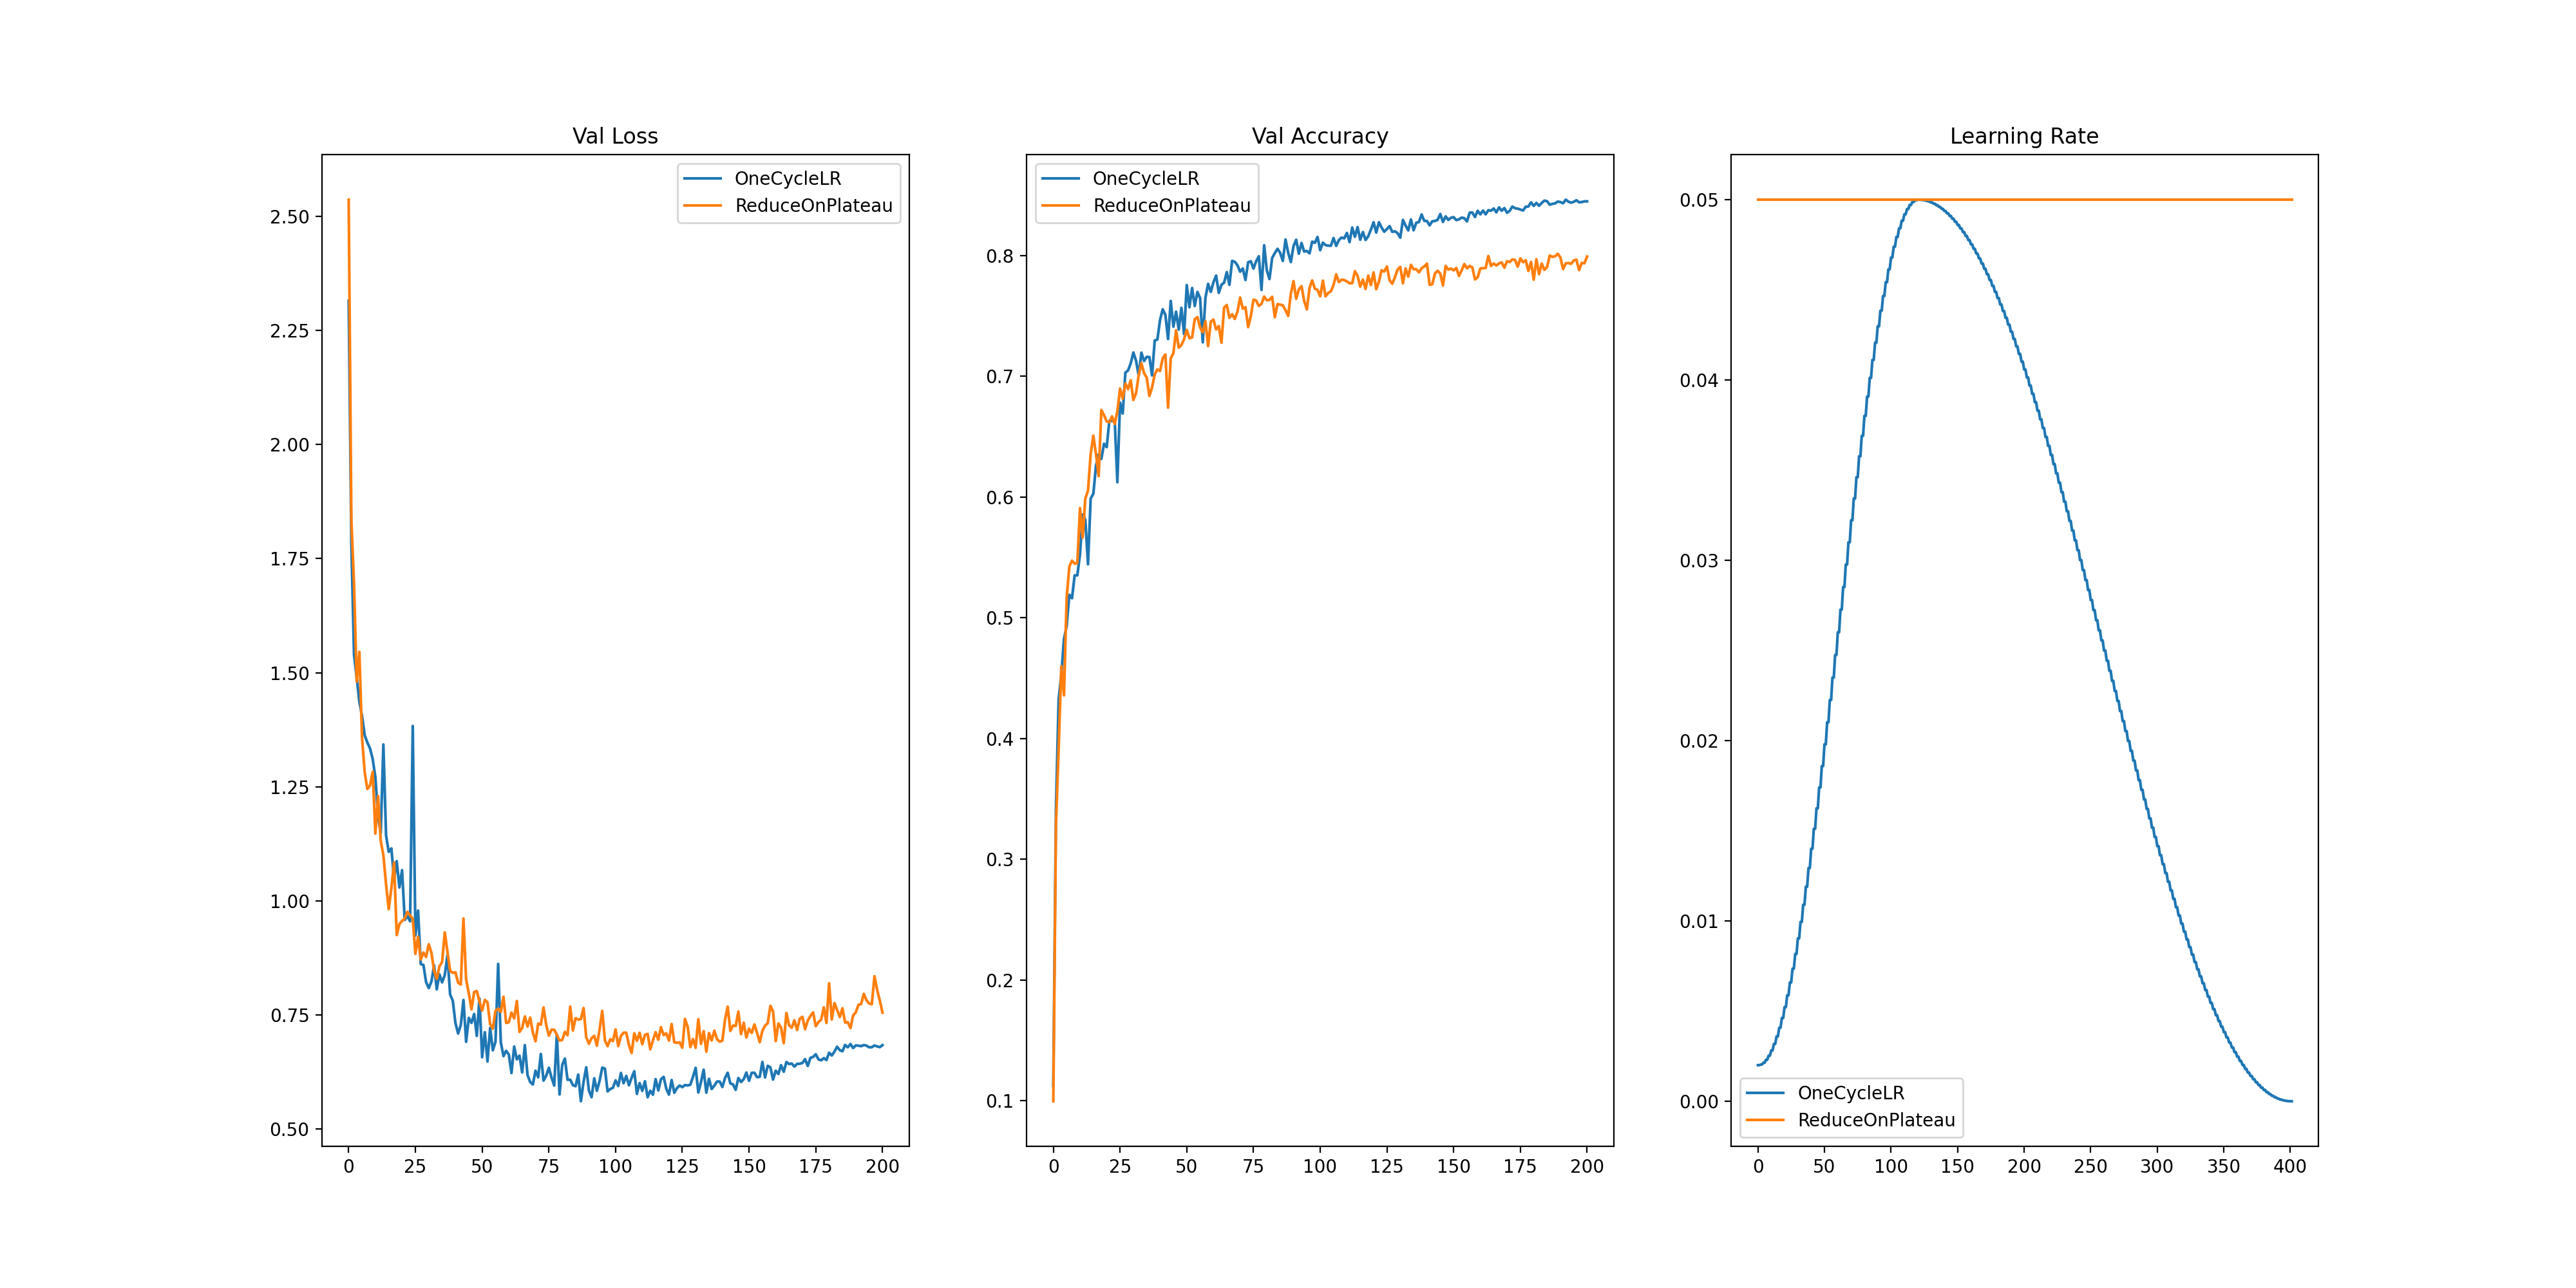 Val Loss
OneCycleLR
ReduceOnPlateau
2.50
2.25
2.00
1.75
1.50
1.25
1.00
0.75
0.50
0 25 50 75 100 125 150 175 200
Val Accuracy
OneCycleLR
ReduceOnPlateau
0.8
0.7
0.6
0.5
0.4
0.3
0.2
0.1
0 25 50 75 100 125 150 175 200
Learning Rate
0.05
0.04
0.03
0.02
0.01
0.00
OneCycleLR
ReduceOnPlateau
0 50 100 150 200 250 300 350 400